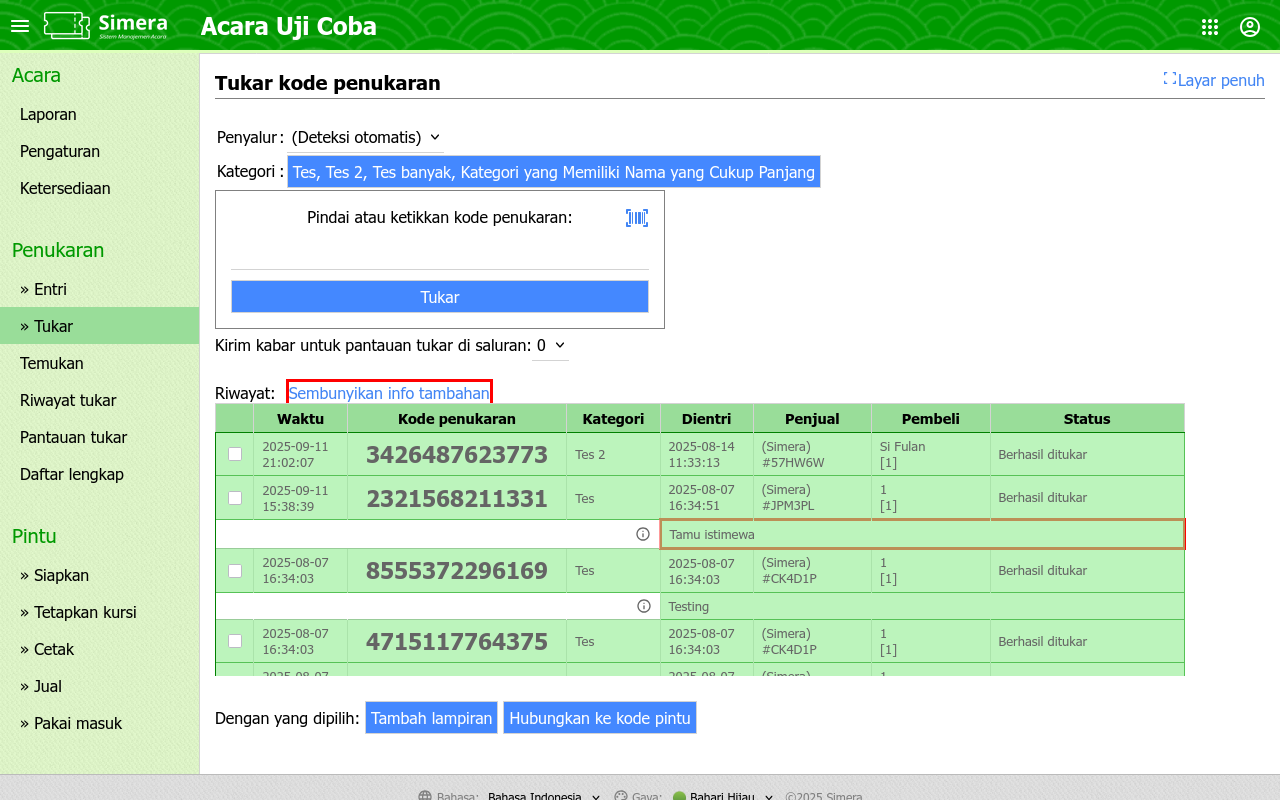 Simera
Sistem Manajemen Acara
Acara Uji Coba
Acara
Laporan
Pengaturan
Ketersediaan
Penukaran
» Entri
» Tukar
Temukan
Riwayat tukar
Pantauan tukar
Daftar lengkap
Pintu
» Siapkan
» Tetapkan kursi
» Cetak
» Jual
» Pakai masuk
Tukar kode penukaran
Layar penuh
Penyalur : (Deteksi otomatis)
Kategori : Tes, Tes 2, Tes banyak, Kategori yang Memiliki Nama yang Cukup Panjang
Pindai atau ketikkan kode penukaran:
Tukar
Kirim kabar untuk pantauan tukar di saluran: 0
Riwayat: Sembunyikan info tambahan
Waktu Kode penukaran Kategori Dientri Penjual Pembeli Status
2025-09-11 21:02:07 3426487623773 Tes 2 2025-08-14 11:33:13 (Simera) #57HW6W Si Fulan [1] Berhasil ditukar
2025-09-11 15:38:39 2321568211331 Tes 2025-08-07 16:34:51 (Simera) #JPM3PL 1 [1] Berhasil ditukar
Tamu istimewa
2025-08-07 16:34:03 8555372296169 Tes 2025-08-07 16:34:03 (Simera) #CK4D1P 1 [1] Berhasil ditukar
Testing
2025-08-07 16:34:03 4715117764375 Tes 2025-08-07 16:34:03 (Simera) #CK4D1P 1 [1] Berhasil ditukar
2025-08-07 2025-08-07 (Simera) 1
Dengan yang dipilih: Tambah lampiran Hubungkan ke kode pintu
Bahasa: Bahasa Indonesia Gaya: Bahari Hijau ©2025 Simera